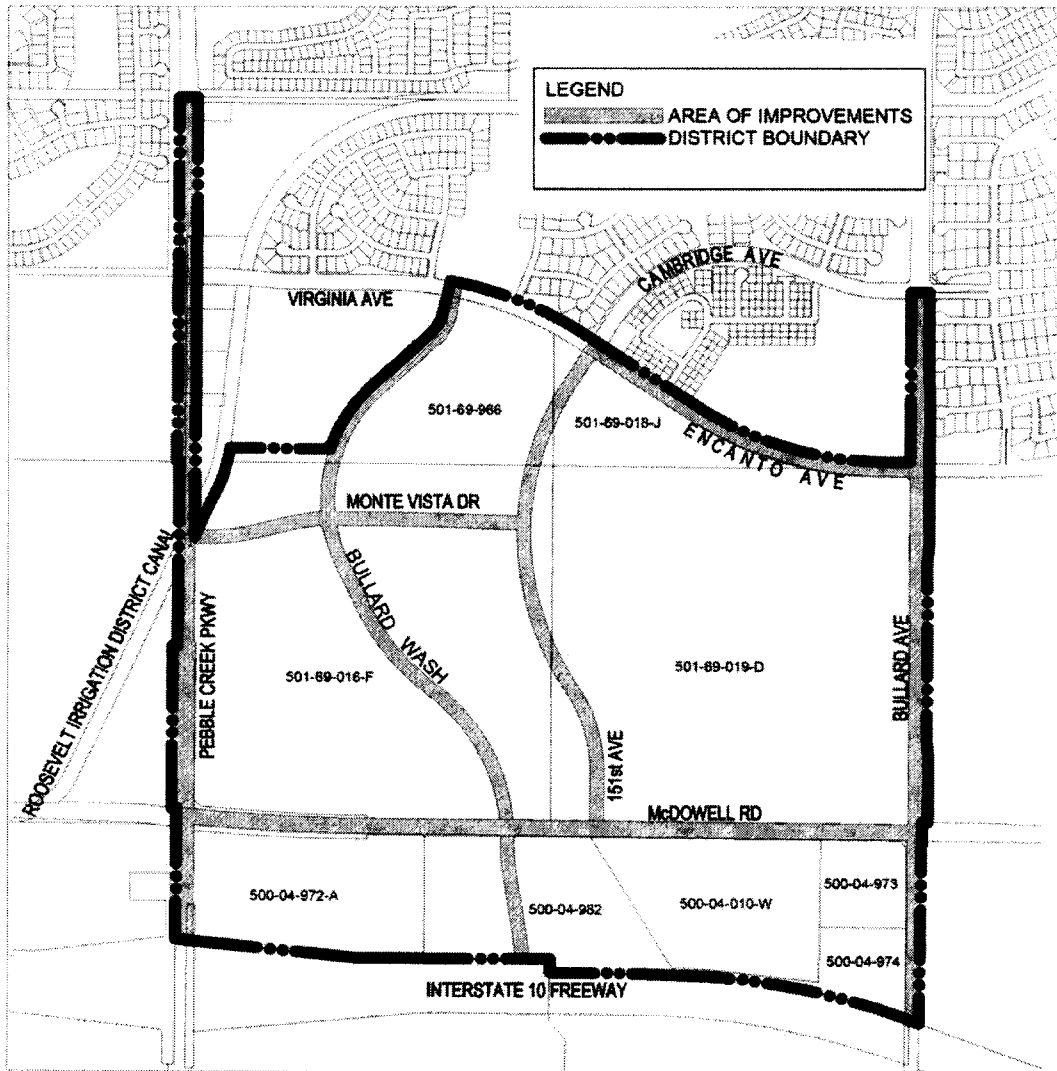 LEGEND
AREA OF IMPROVEMENTS
DISTRICT BOUNDARY
CAMBRIDGE AVE
VIRGINIA AVE
501-69-966
501-69-018-J
ENCANTO AVE
MONTE VISTA DR
ROOSEVELT IRRIGATION DISTRICT CANAL
PEBBLE CREEK PKWY
BULLARD WASH
501-69-016-F
501-69-019-D
BULLARD AVE
151st AVE
McDOWELL RD
500-04-972-A
500-04-982
500-04-010-W
500-04-973
500-04-974
INTERSTATE 10 FREEWAY